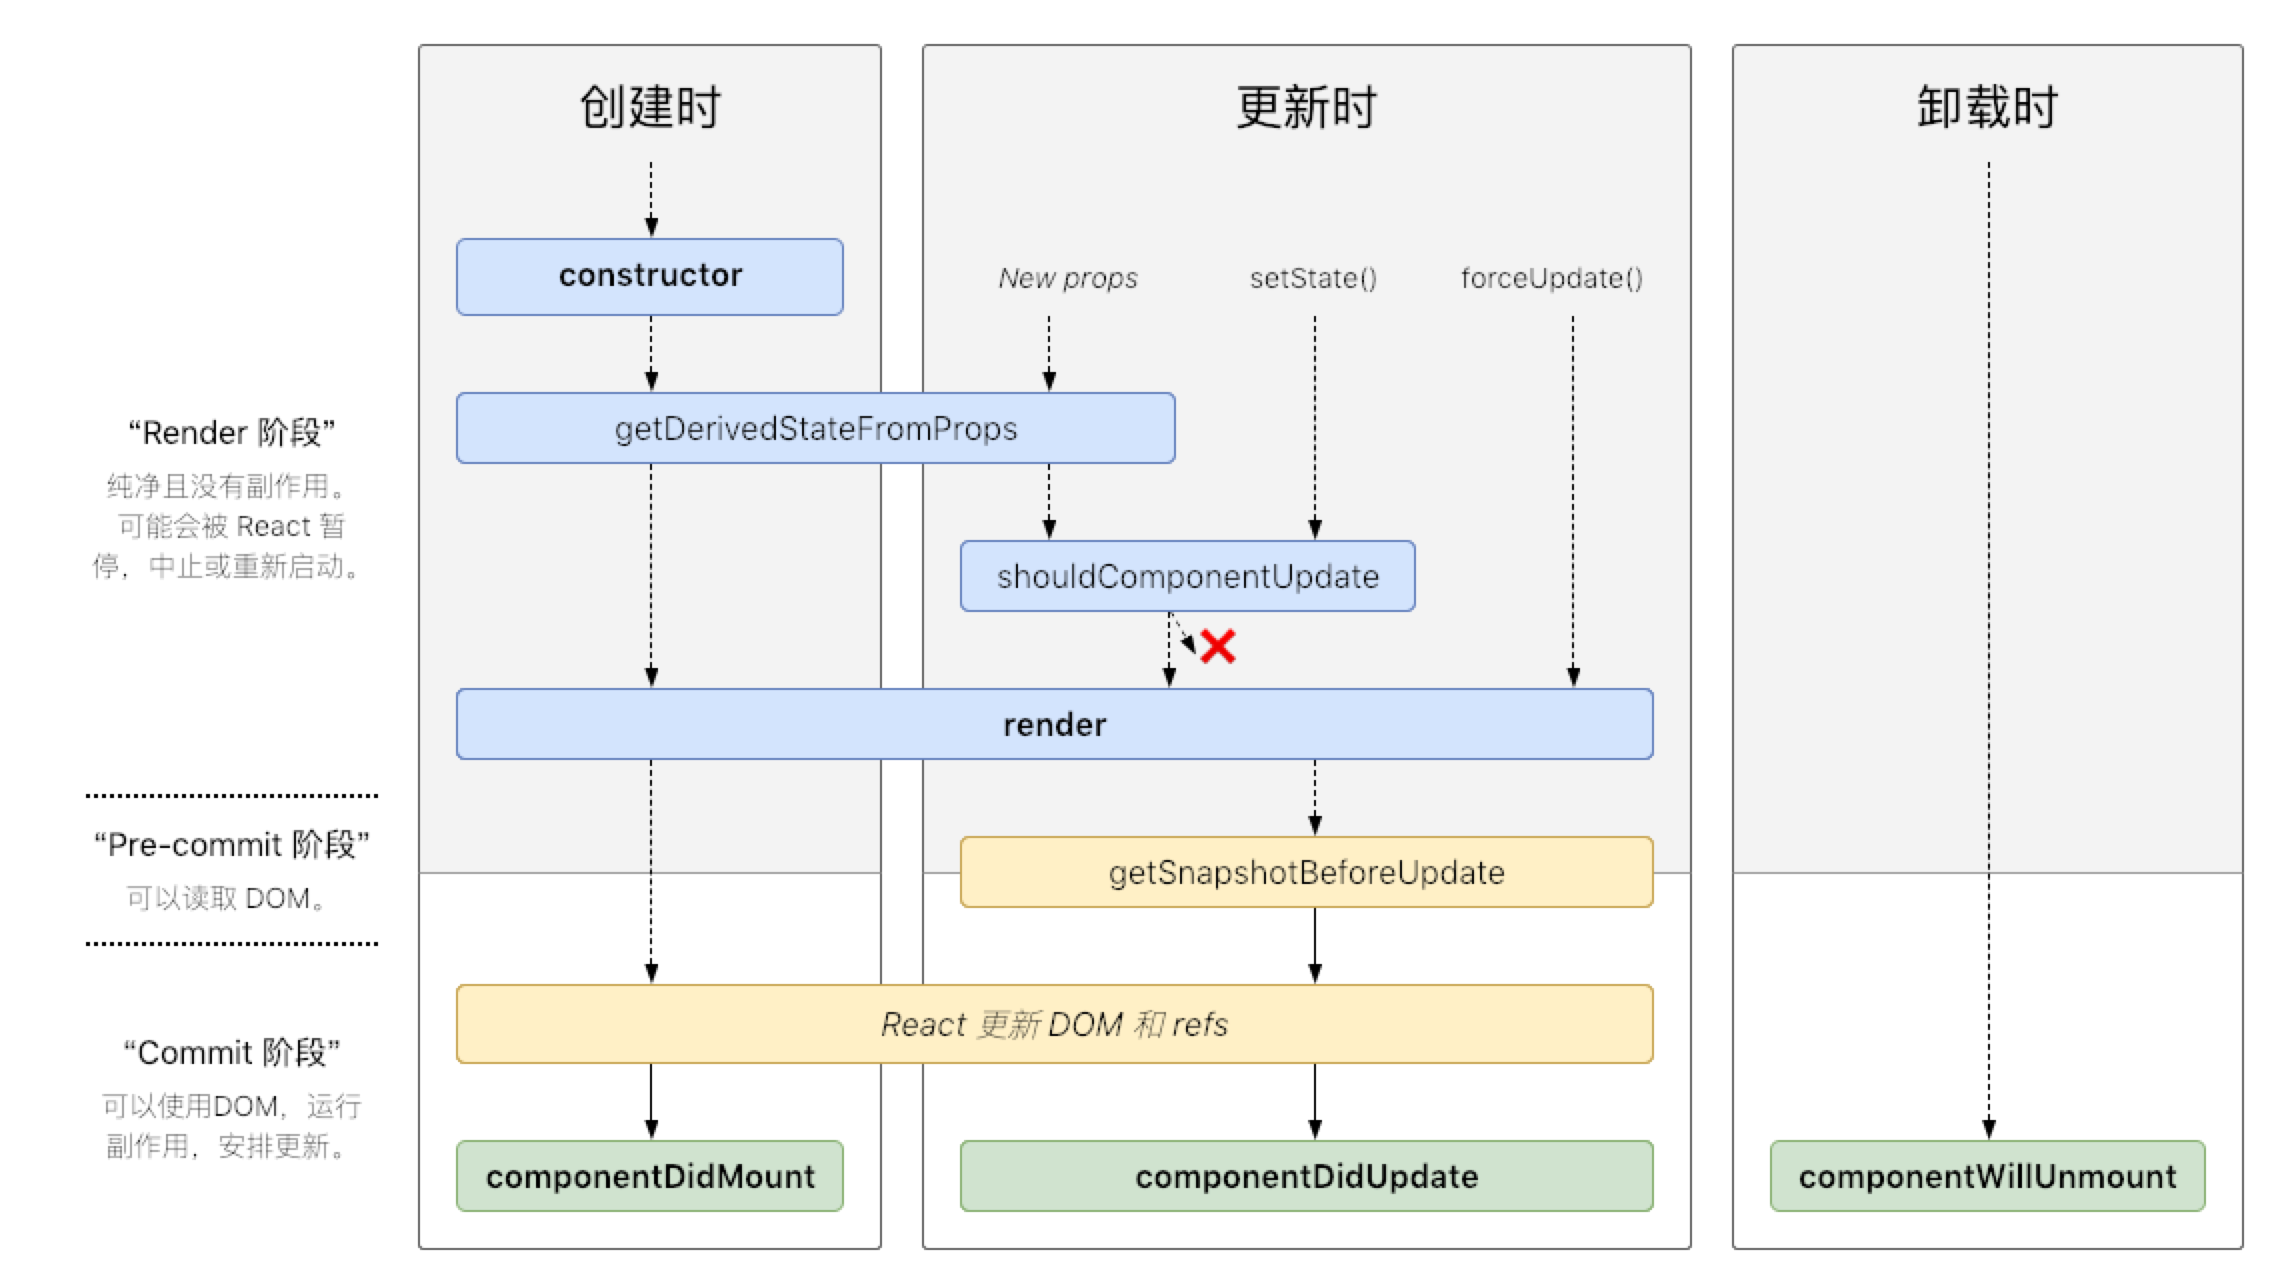 创建时
更新时
卸载时
constructor
New props
setState()
forceUpdate()
getDerivedStateFromProps
“Render 阶段”
纯净且没有副作用。
可能会被 React 暂
停，中止或重新启动。
shouldComponentUpdate
render
“Pre-commit 阶段”
可以读取 DOM。
getSnapshotBeforeUpdate
React 更新 DOM 和 refs
“Commit 阶段”
可以使用DOM，运行
副作用，安排更新。
componentDidMount
componentDidUpdate
componentWillUnmount